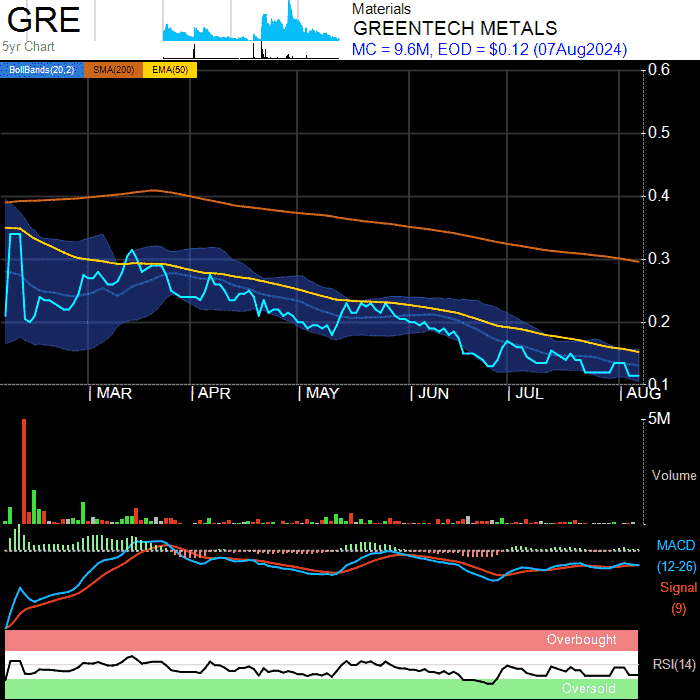 GRE
5yr Chart
Materials
GREENTECH METALS
MC = 9.6M, EOD = $0.12 (07Aug2024)
BollBands(20,2) SMA(200) EMA(50)
0.6
0.5
0.4
0.3
0.2
0.1
MAR APR MAY JUN JUL AUG
5M
Volume
MACD
(12-26)
Signal
(9)
Overbought
RSI(14)
Oversold